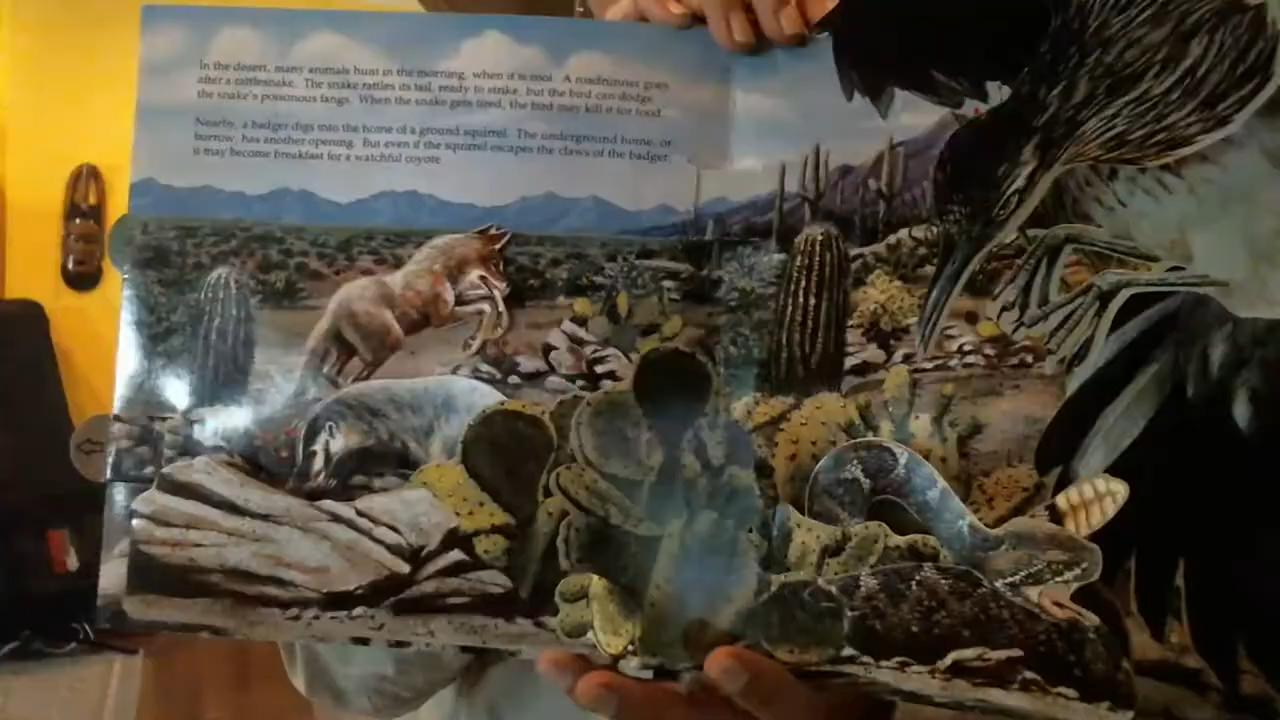 In the desert, many animals hunt in the morning, when it is cool. A roadrunner goes
after a rattlesnake. The snake rattles its tail, ready to strike, but the bird can dodge
the snake's poisonous fangs. When the snake gets tired, the bird may kill it for food.
Nearby, a badger digs into the home of a ground squirrel. The underground home, or
burrow, has another opening. But even if the squirrel escapes the claws of the badger,
it may become breakfast for a watchful coyote.